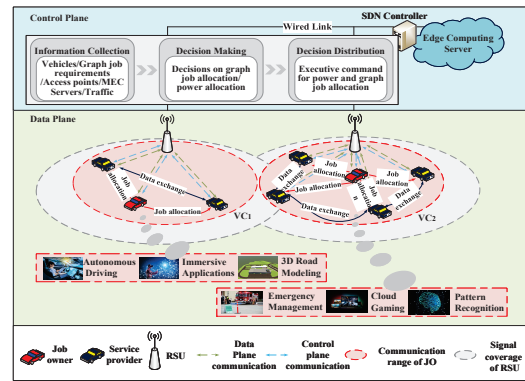 Control Plane
Wired Link
SDN Controller
Edge Computing
Server
Information Collection
Vehicles/Graph job
requirements
/Access points/MEC
Servers/Traffic
Decision Making
Decisions on graph
job allocation/
power allocation
Decision Distribution
Executive command
for power and graph
job allocation
Data Plane
Job
allocation
Data exchange
Job allocation
VC1
Data
exchange
Job
allocation
Job
allocation
Data
exchange
Job allocation
Job
allocatio
n
Data exchange
Data
exchange
VC2
Autonomous
Driving
Immersive
Applications
3D Road
Modeling
Emergency
Management
Cloud
Gaming
Pattern
Recognition
Job
owner
Service
provider
RSU
Data
Plane
communication
Control
plane
communication
Communication
range of JO
Signal
coverage
of RSU